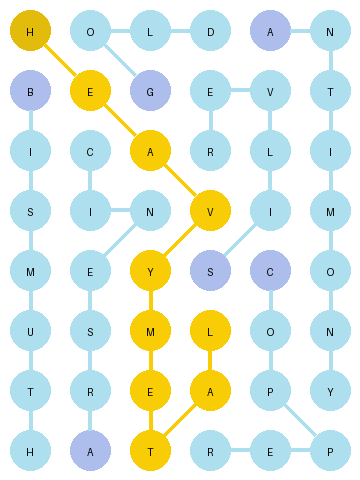 H O L D A N
B E G E V T
I C A R L I
S I N V I M
M E Y S C O
U S M L O N
T R E A P Y
H A T R E P